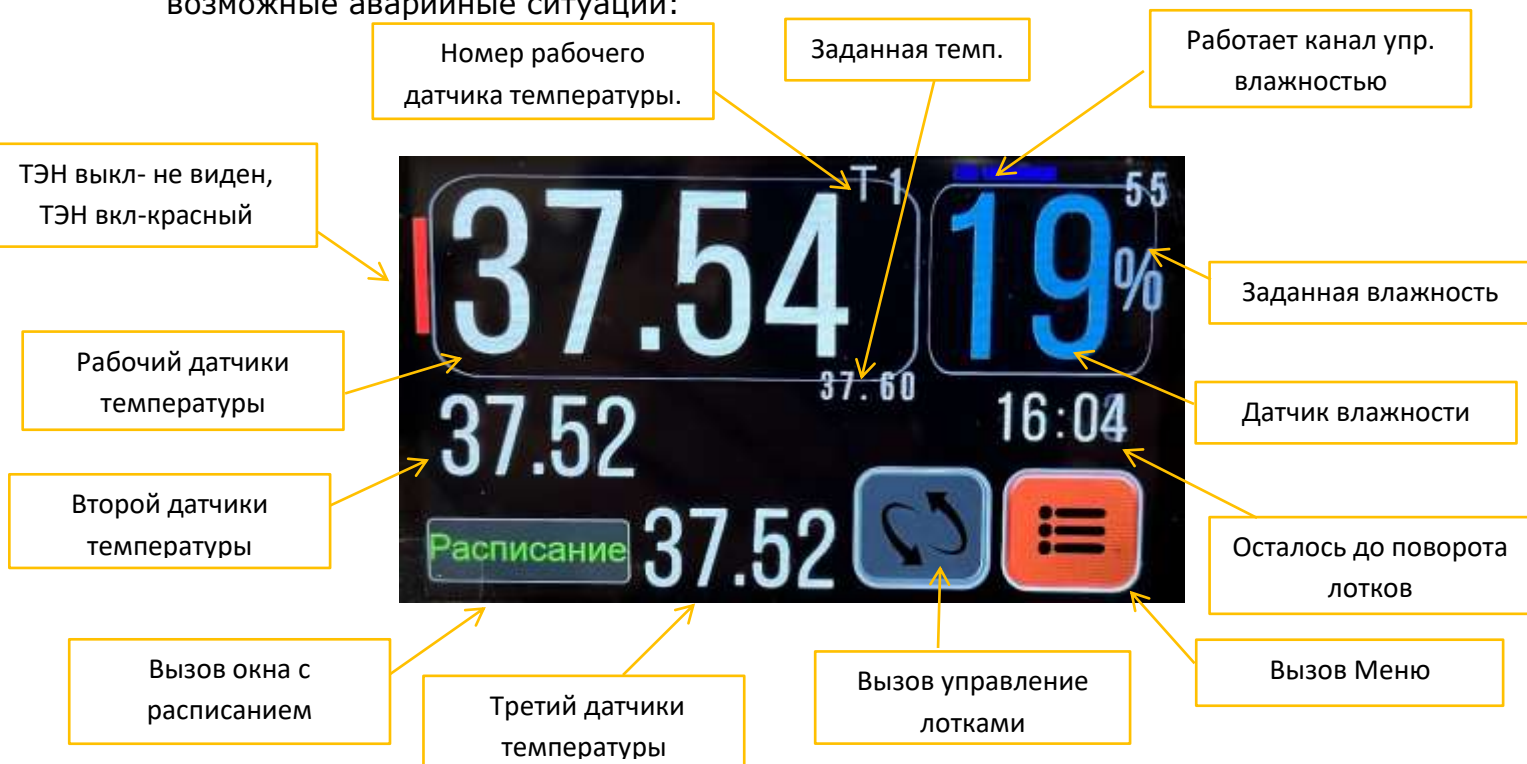 возможные аварийные ситуации:
Номер рабочего
датчика температуры.
Заданная темп.
Работает канал упр.
влажностью
ТЭН выкл- не виден,
ТЭН вкл-красный
T1
55
37.54
19
%
Заданная влажность
Рабочий датчики
температуры
37.60
37.52
16:04
Датчик влажности
Второй датчики
температуры
Расписание
37.52
Осталось до поворота
лотков
Вызов окна с
расписанием
Третий датчики
температуры
Вызов управление
лотками
Вызов Меню